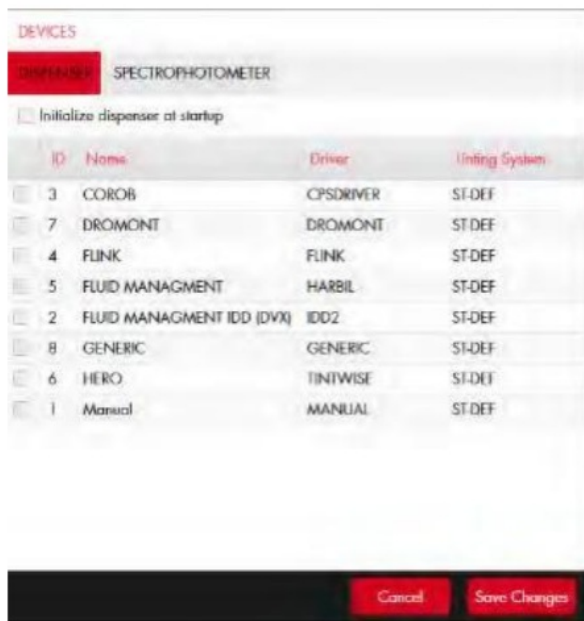 DEVICES
DISPENSER SPECTROPHOTOMETER
Initialize dispenser at startup
ID Name Driver Tinting System
3 COROB CPSDRIVER ST-DEF
7 DROMONT DROMONT ST-DEF
4 FLINK FLINK ST-DEF
5 FLUID MANAGMENT HARBIL ST-DEF
2 FLUID MANAGMENT IDD (DVX) IDD2 ST-DEF
8 GENERIC GENERIC ST-DEF
6 HERO TINTWISE ST-DEF
1 Manual MANUAL ST-DEF
Cancel Save Changes